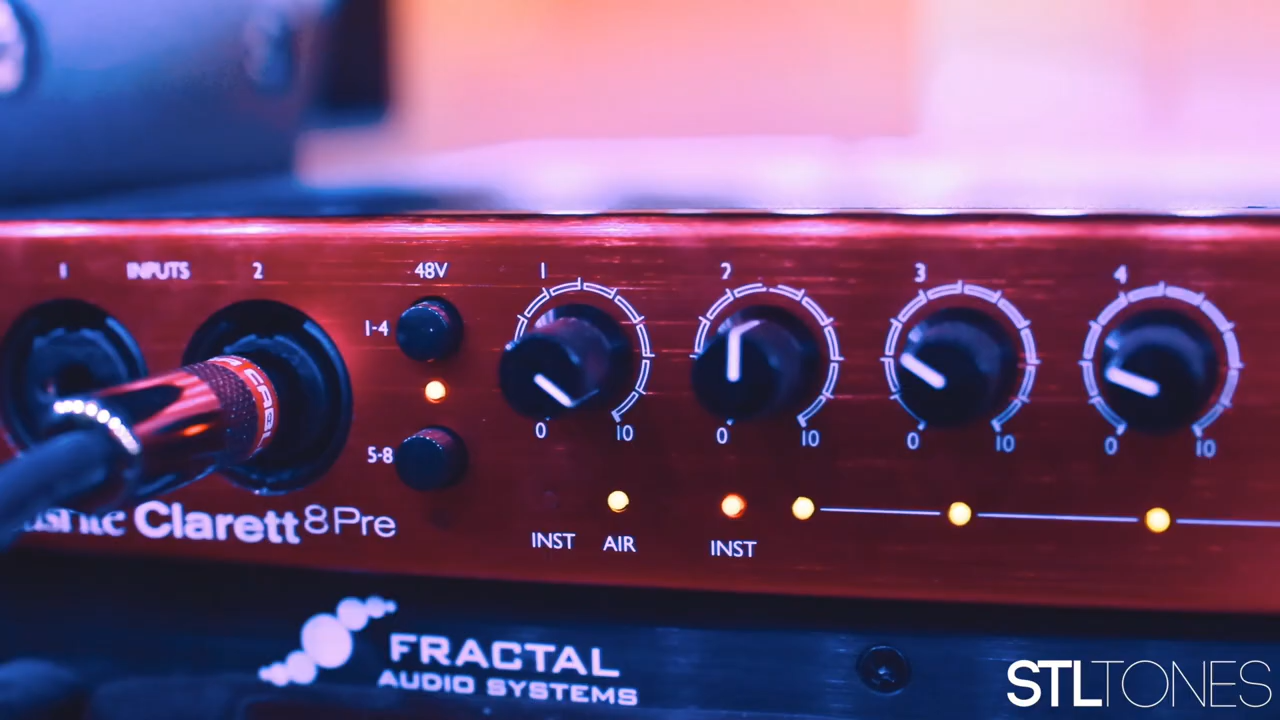 1 INPUTS 2 48V 1 2 3 4
1-4
5-8
0 10 0 10 0 10 0 10
INST AIR INST
Clarett 8Pre
FRACTAL
AUDIO SYSTEMS
STLTONES